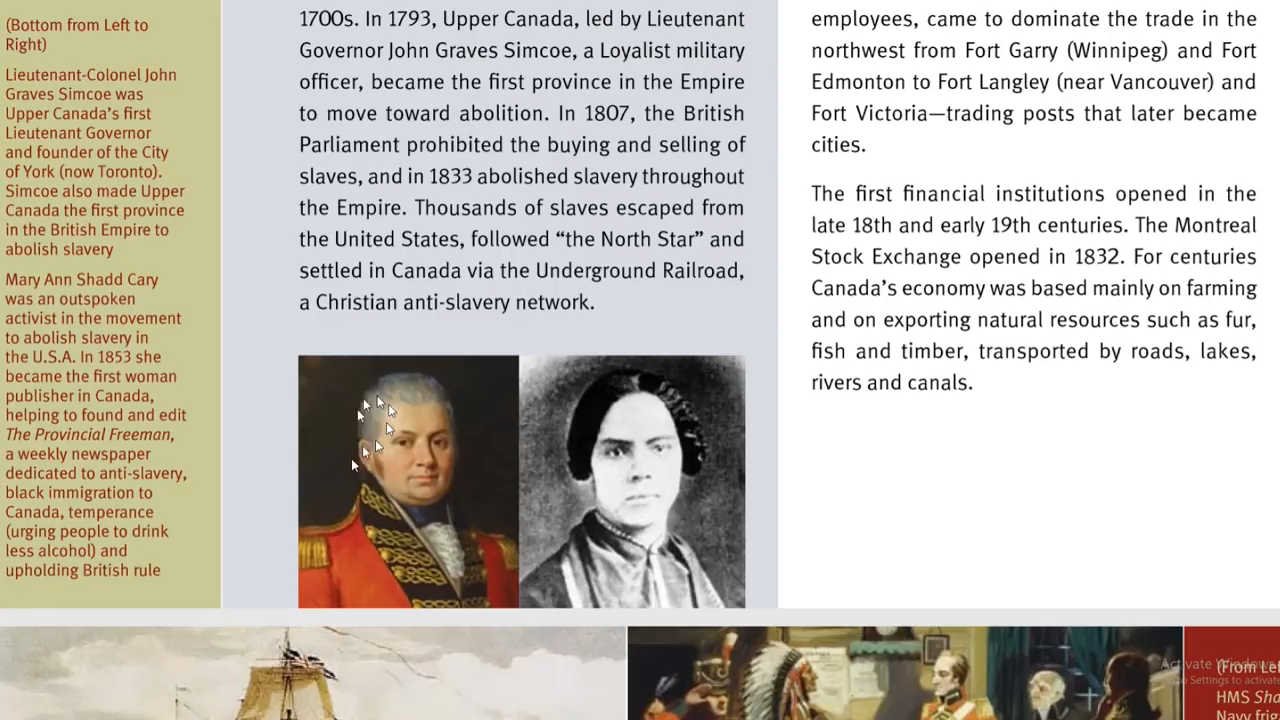 (Bottom from Left to
Right)
Lieutenant-Colonel John
Graves Simcoe was
Upper Canada's first
Lieutenant Governor
and founder of the City
of York (now Toronto).
Simcoe also made Upper
Canada the first province
in the British Empire to
abolish slavery
Mary Ann Shadd Cary
was an outspoken
activist in the movement
to abolish slavery in
the U.S.A. In 1853 she
became the first woman
publisher in Canada,
helping to found and edit
The Provincial Freeman,
a weekly newspaper
dedicated to anti-slavery,
black immigration to
Canada, temperance
(urging people to drink
less alcohol) and
upholding British rule
1700s. In 1793, Upper Canada, led by Lieutenant
Governor John Graves Simcoe, a Loyalist military
officer, became the first province in the Empire
to move toward abolition. In 1807, the British
Parliament prohibited the buying and selling of
slaves, and in 1833 abolished slavery throughout
the Empire. Thousands of slaves escaped from
the United States, followed “the North Star” and
settled in Canada via the Underground Railroad,
a Christian anti-slavery network.
employees, came to dominate the trade in the
northwest from Fort Garry (Winnipeg) and Fort
Edmonton to Fort Langley (near Vancouver) and
Fort Victoria—trading posts that later became
cities.
The first financial institutions opened in the
late 18th and early 19th centuries. The Montreal
Stock Exchange opened in 1832. For centuries
Canada's economy was based mainly on farming
and on exporting natural resources such as fur,
fish and timber, transported by roads, lakes,
rivers and canals.
Activate Windows
to Settings to activate
(From Lef
HMS Sha
Navy frig